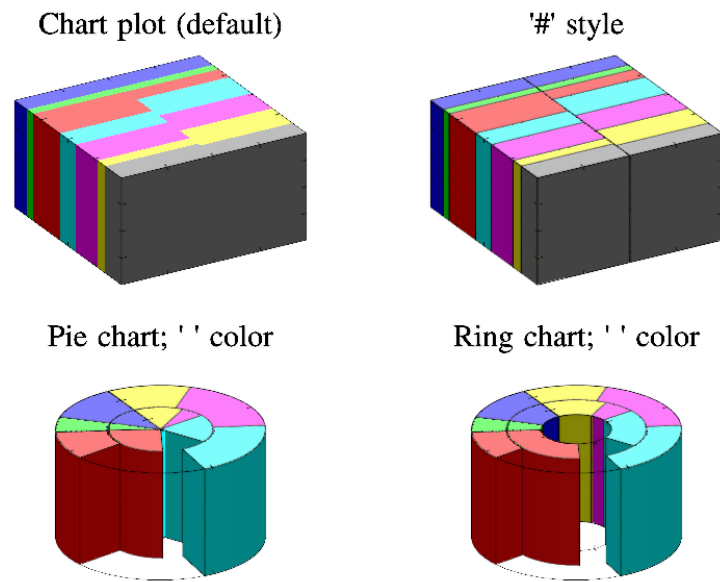 Chart plot (default)
'#' style
Pie chart; ' ' color
Ring chart; ' ' color